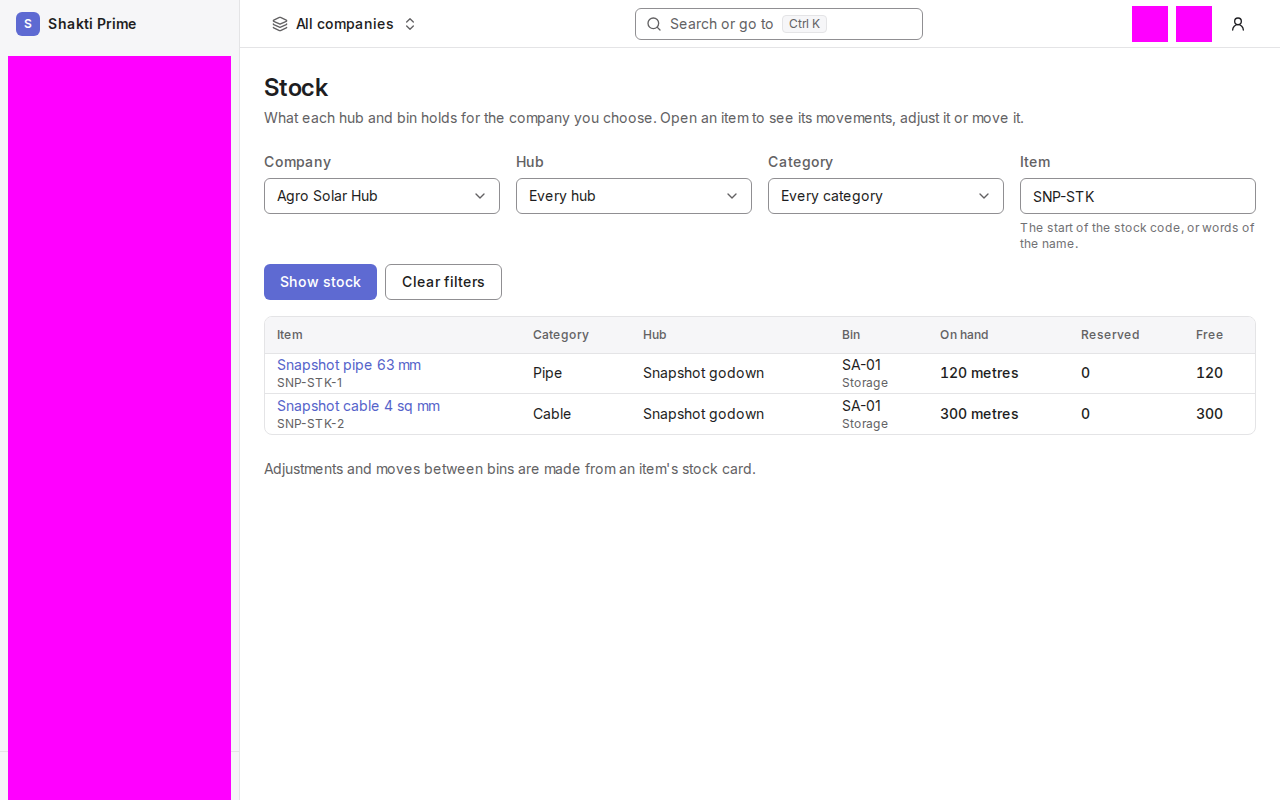 S Shakti Prime
All companies
Search or go to Ctrl K
Stock
What each hub and bin holds for the company you choose. Open an item to see its movements, adjust it or move it.
Company Hub Category Item
Agro Solar Hub Every hub Every category SNP-STK
The start of the stock code, or words of
the name.
Show stock Clear filters
Item Category Hub Bin On hand Reserved Free
Snapshot pipe 63 mm Pipe Snapshot godown SA-01 120 metres 0 120
SNP-STK-1 Storage
Snapshot cable 4 sq mm Cable Snapshot godown SA-01 300 metres 0 300
SNP-STK-2 Storage
Adjustments and moves between bins are made from an item's stock card.